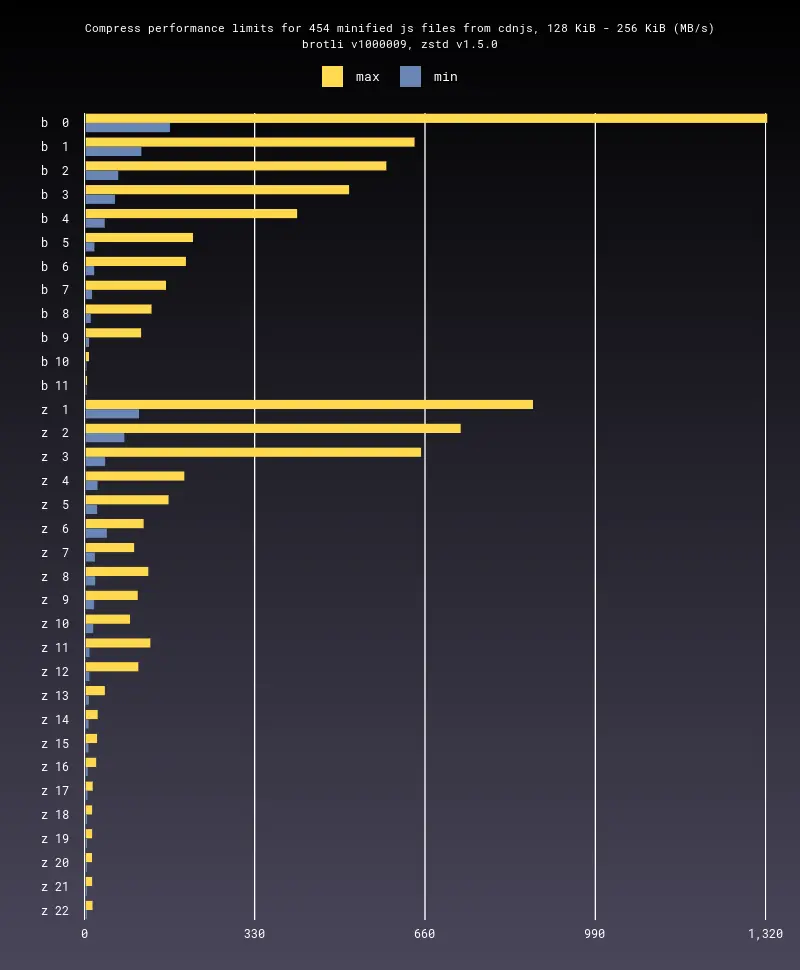 Compress performance limits for 454 minified js files from cdnjs, 128 KiB - 256 KiB (MB/s)
brotli v1000009, zstd v1.5.0
max min
b 0
b 1
b 2
b 3
b 4
b 5
b 6
b 7
b 8
b 9
b 10
b 11
z 1
z 2
z 3
z 4
z 5
z 6
z 7
z 8
z 9
z 10
z 11
z 12
z 13
z 14
z 15
z 16
z 17
z 18
z 19
z 20
z 21
z 22
0 330 660 990 1,320